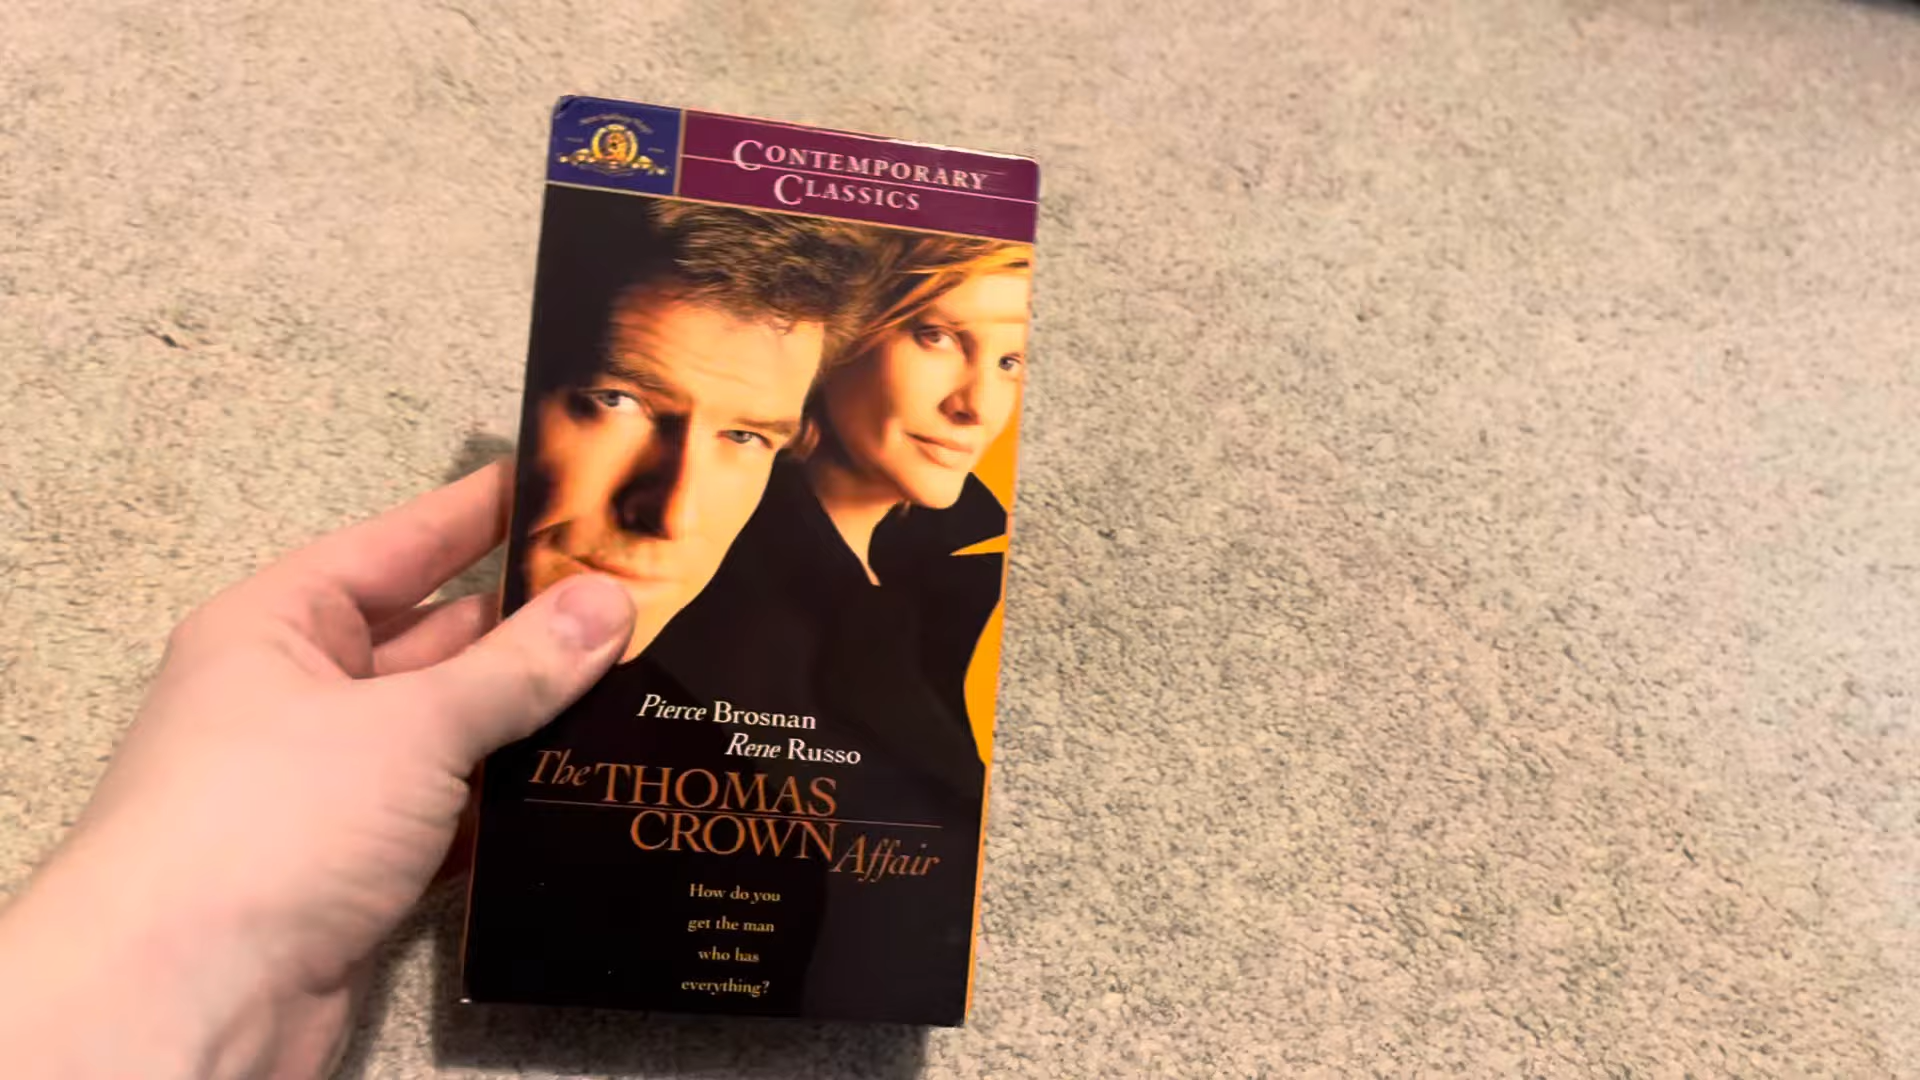 CONTEMPORARY
CLASSICS
Pierce Brosnan
Rene Russo
The THOMAS
CROWN Affair
How do you
get the man
who has
everything?